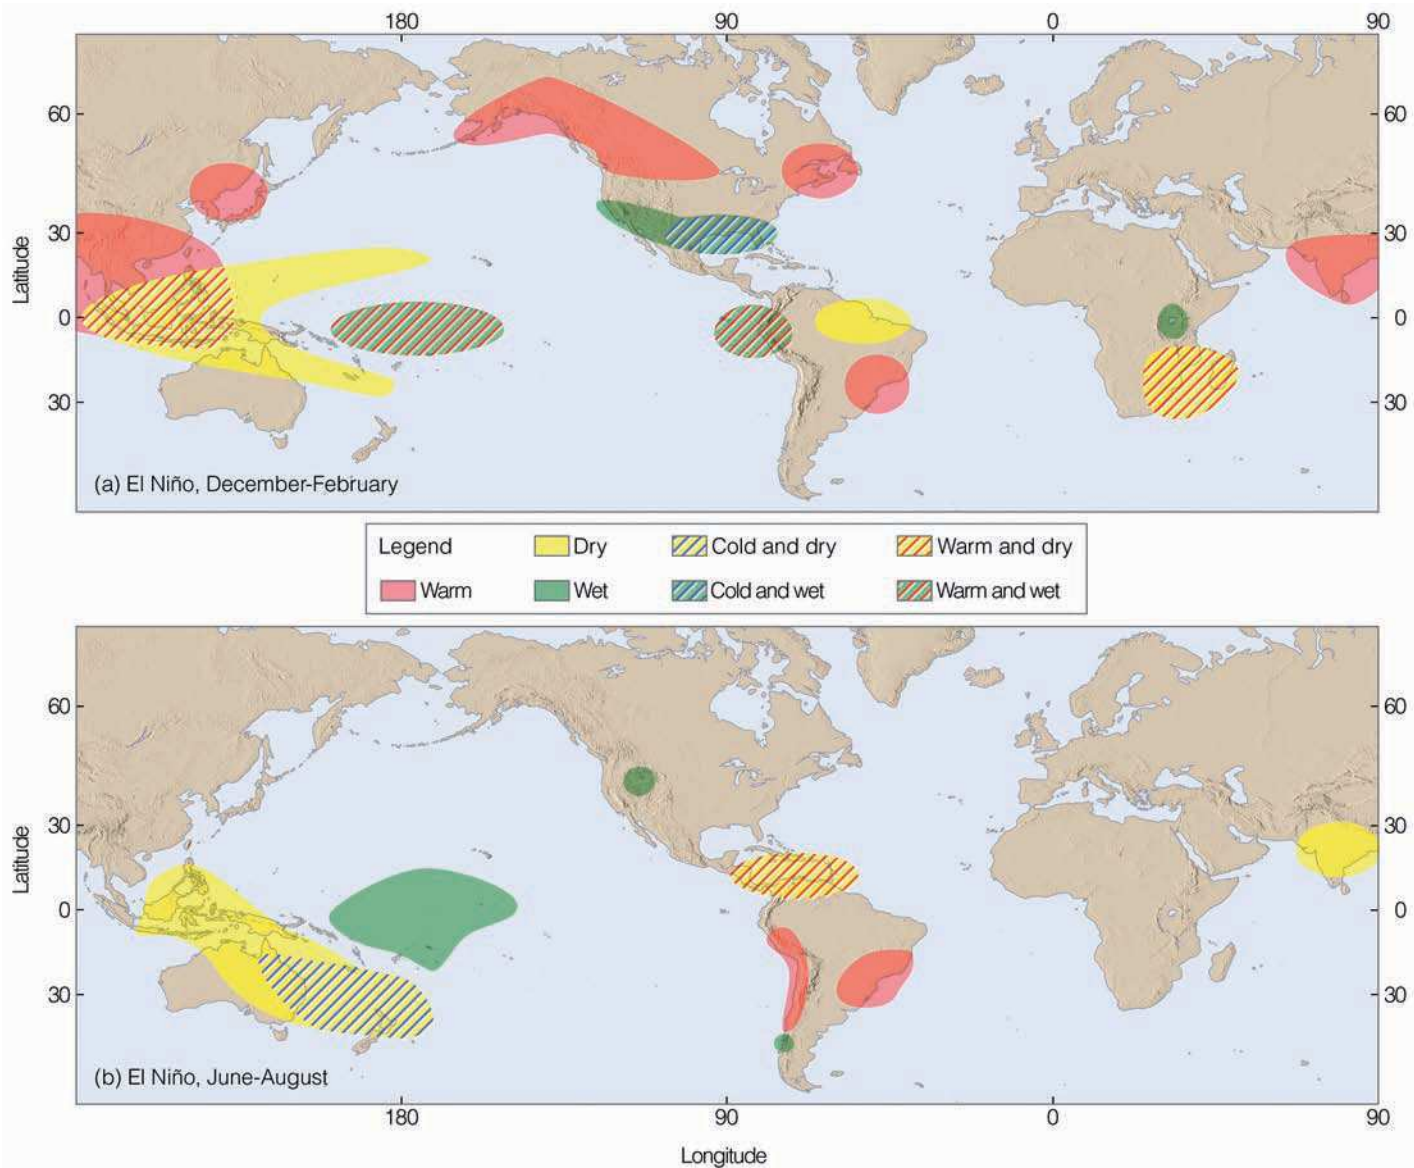 180 90 0 90
60 60
30 30
Latitude
0 0
30 30
(a) El Niño, December-February
Legend Dry Cold and dry Warm and dry
Warm Wet Cold and wet Warm and wet
60 60
30 30
Latitude
0 0
30 30
(b) El Niño, June-August
180 90 0 90
Longitude